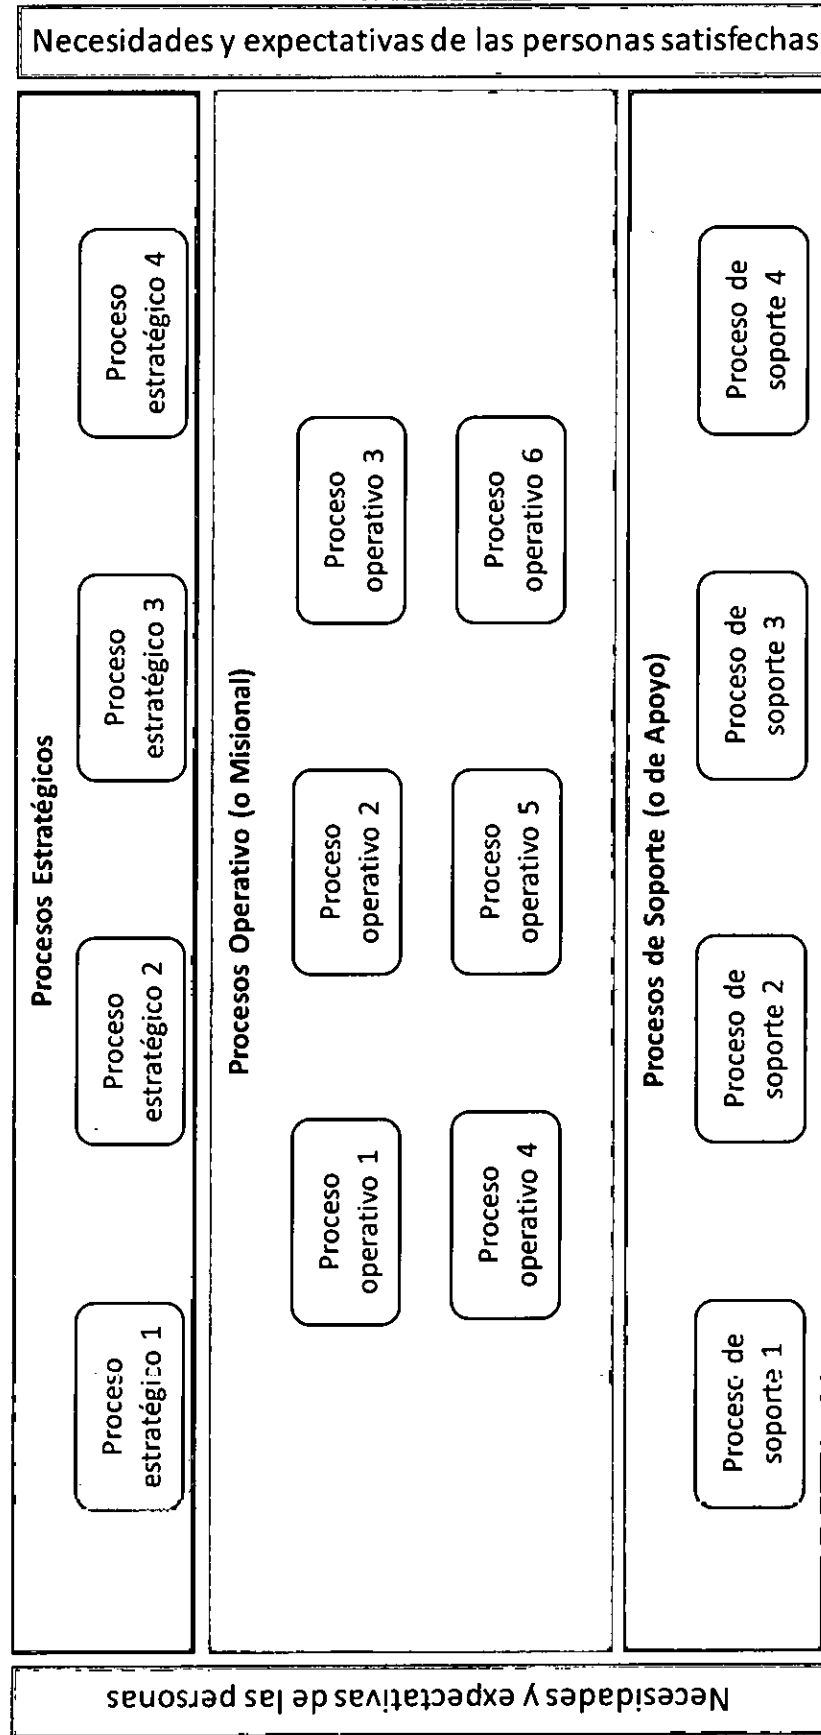 Necesidades y expectativas de las personas
Procesos Estratégicos
Proceso
estratégico 1
Proceso
estratégico 2
Proceso
estratégico 3
Proceso
estratégico 4
Procesos Operativo (o Misional)
Proceso
operativo 1
Proceso
operativo 2
Proceso
operativo 3
Proceso
operativo 4
Proceso
operativo 5
Proceso
operativo 6
Procesos de Soporte (o de Apoyo)
Proceso de
soporte 1
Proceso de
soporte 2
Proceso de
soporte 3
Proceso de
soporte 4
Necesidades y expectativas de las personas satisfechas